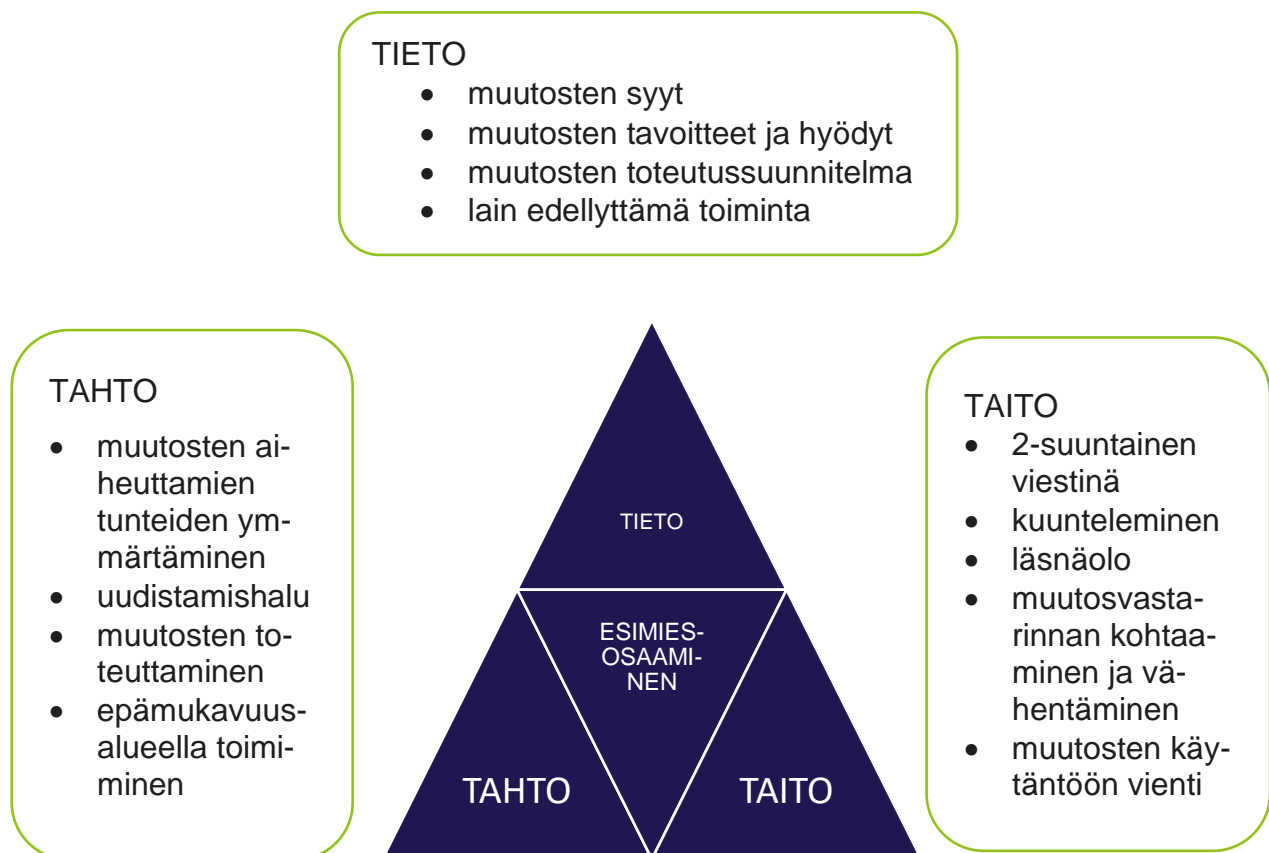 TIETO
• muutosten syyt
• muutosten tavoitteet ja hyödyt
• muutosten toteutussuunnitelma
• lain edellyttämä toiminta
TAHTO
• muutosten ai-
heuttamien
tunteiden ym-
märtäminen
• uudistamishalu
• muutosten to-
teuttaminen
• epämukavuus-
alueella toimi-
minen
TIETO
ESIMIES-
OSAAMI-
NEN
TAHTO
TAITO
TAITO
• 2-suuntainen
viestinä
• kuunteleminen
• läsnäolo
• muutosvasta-
rinnan kohtaa-
minen ja vä-
hentäminen
• muutosten käy-
täntöön vienti